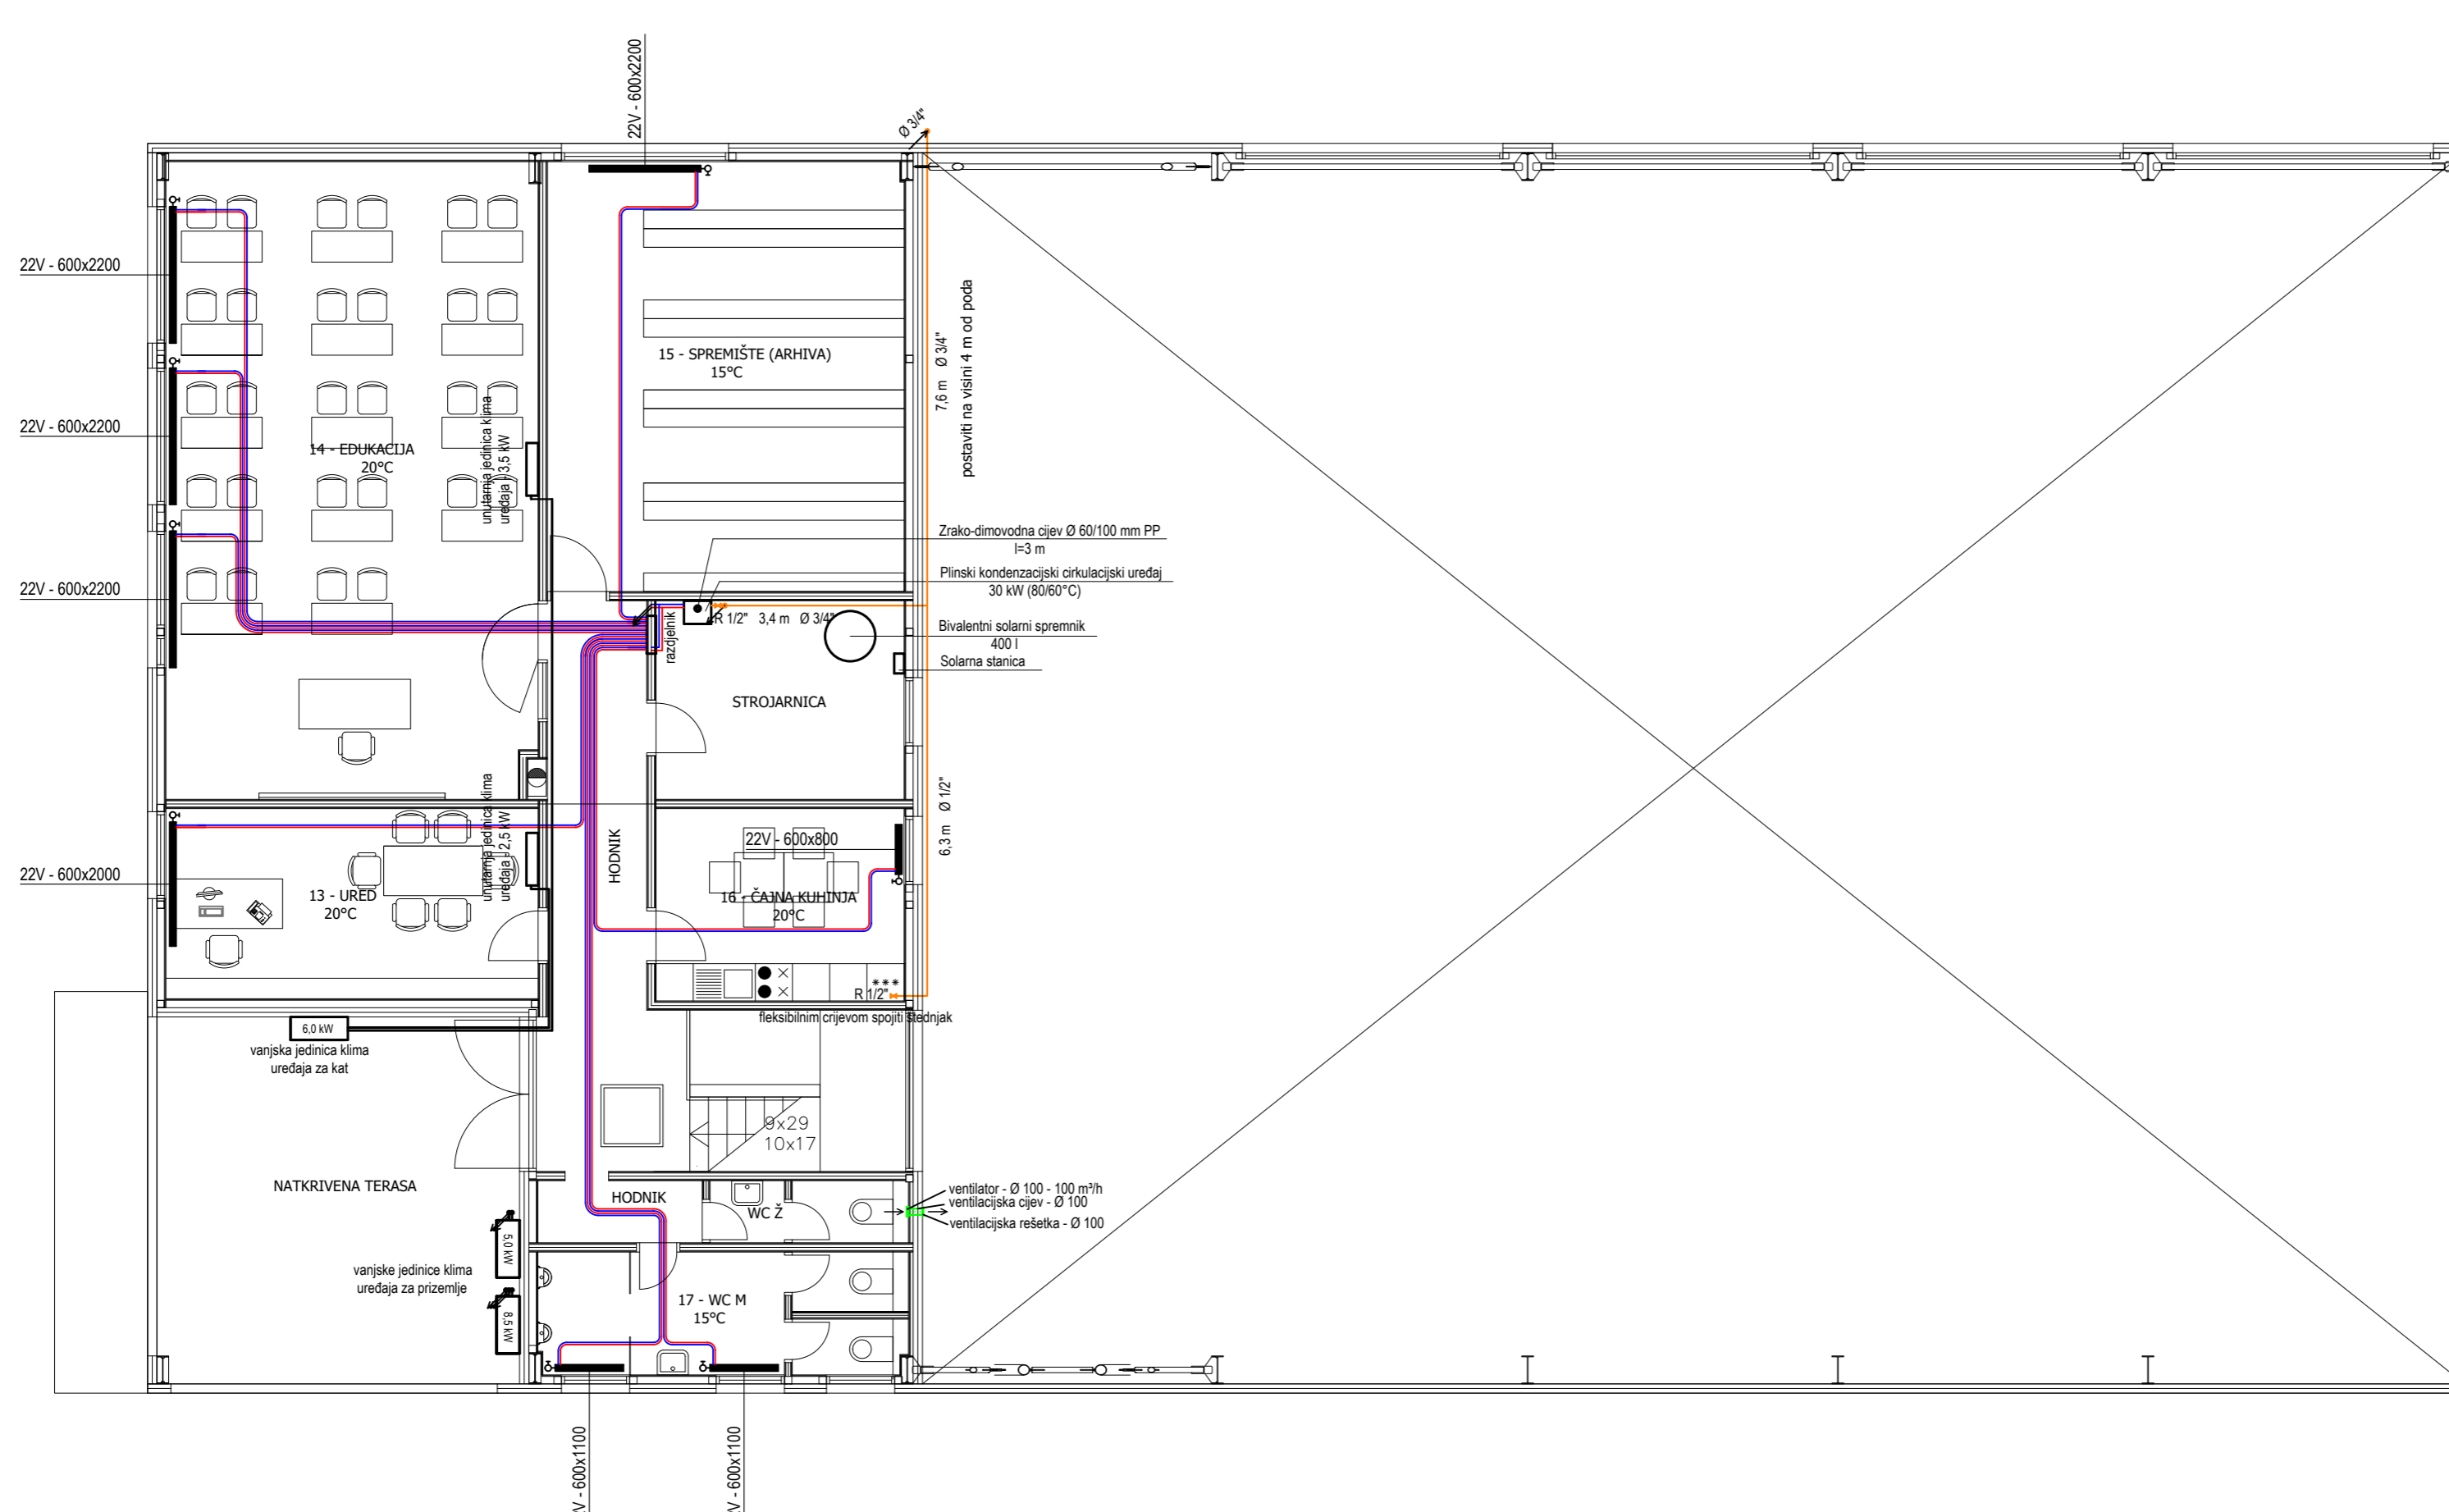 22V - 600x2200
Ø 3/4"
22V - 600x2200
22V - 600x2200
22V - 600x2200
22V - 600x2000
14 - EDUKACIJA
20°C
unutarnja jedinica klima
uređaja - 3,5 kW
15 - SPREMIŠTE (ARHIVA)
15°C
7,6 m   Ø 3/4"
postaviti na visini 4 m od poda
Zrako-dimovodna cijev Ø 60/100 mm PP
l=3 m
Plinski kondenzacijski cirkulacijski uređaj
30 kW (80/60°C)
R 1/2"   3,4 m   Ø 3/4"
razdjelnik
Bivalentni solarni spremnik
400 l
Solarna stanica
STROJARNICA
unutarnja jedinica klima
uređaja - 2,5 kW
13 - URED
20°C
HODNIK
22V - 600x800
16 - ČAJNA KUHINJA
20°C
6,3 m   Ø 1/2"
***
R 1/2"
fleksibilnim crijevom spojiti štednjak
6,0 kW
vanjska jedinica klima
uređaja za kat
9x29
10x17
NATKRIVENA TERASA
HODNIK
WC Ž
ventilator - Ø 100 - 100 m³/h
ventilacijska cijev - Ø 100
ventilacijska rešetka - Ø 100
5,0 kW
vanjske jedinice klima
uređaja za prizemlje
8,5 kW
17 - WC M
15°C
V - 600x1100
V - 600x1100